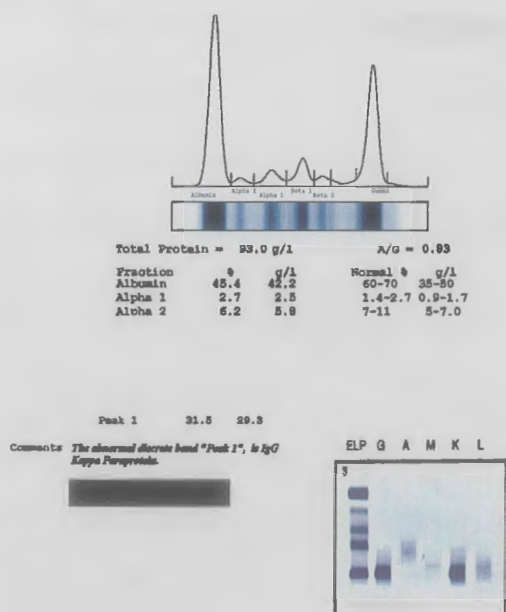 Albumin Alpha 1 Alpha 2 Beta 1 Beta 2 Gamma
Total Protein = 93.0 g/l A/G = 0.83
Fraction % g/l Normal % g/l
Albumin 45.4 42.2 60-70 35-50
Alpha 1 2.7 2.5 1.4-2.7 0.9-1.7
Alpha 2 6.2 5.8 7-11 5-7.0
Peak 1 31.5 29.3
Comments The abnormal discrete band "Peak 1", is IgG
Kappa Paraprotein.
ELP G A M K L